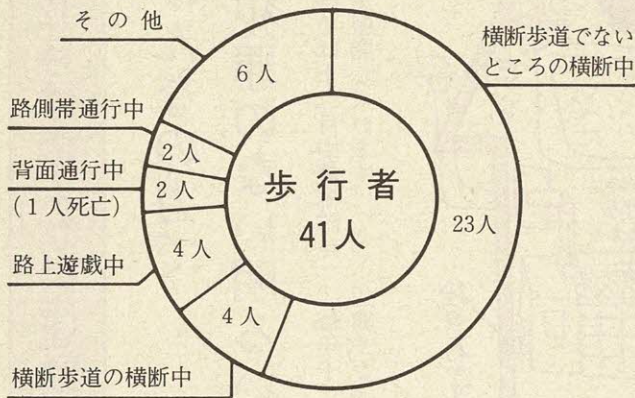 その他
6人
横断歩道でない
ところの横断中
路側帯通行中
2人
背面通行中
(1人死亡)
2人
歩行者
41人
23人
路上遊戯中
4人
4人
横断歩道の横断中